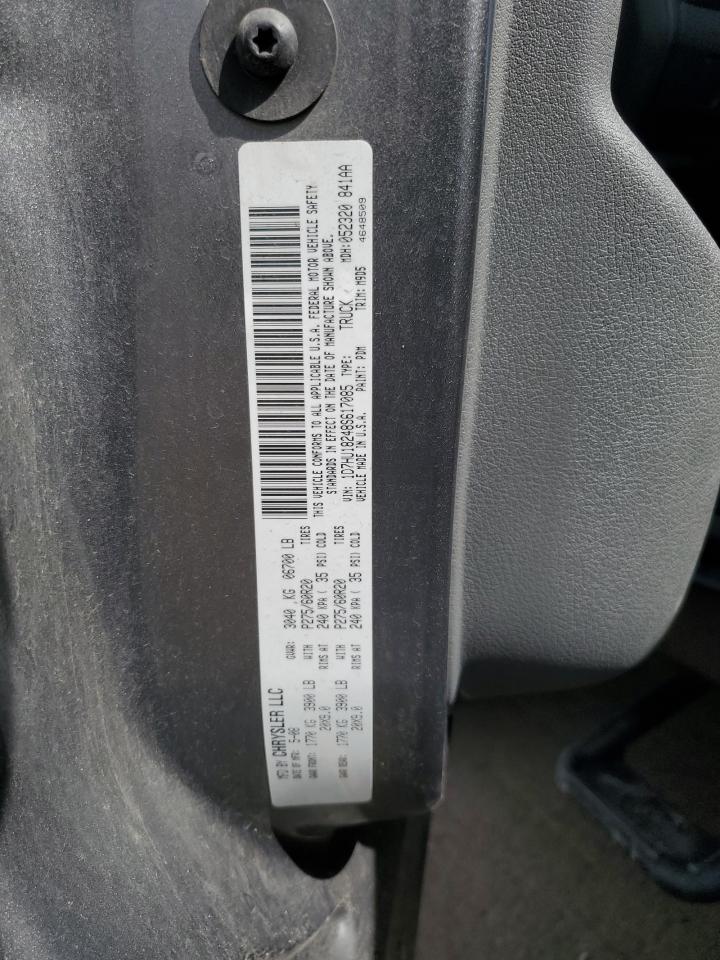 MFD BY CHRYSLER LLC
DATE OF MFR: 5-08 GVWR: 3040 KG 06700 LB
GAWR FRONT: 1770 KG 3900 LB WITH P275/60R20 TIRES
20X9.0 RIMS AT 240 KPA ( 35 PSI) COLD
GAWR REAR: 1770 KG 3900 LB WITH P275/60R20 TIRES
20X9.0 RIMS AT 240 KPA ( 35 PSI) COLD
THIS VEHICLE CONFORMS TO ALL APPLICABLE U.S.A. FEDERAL MOTOR VEHICLE SAFETY
STANDARDS IN EFFECT ON THE DATE OF MANUFACTURE SHOWN ABOVE.
VIN: 1D7HU18248S617085 TYPE: TRUCK MDH:052320 841AA
VEHICLE MADE IN U.S.A. PAINT: PDM TRIM: M9D5 4648509